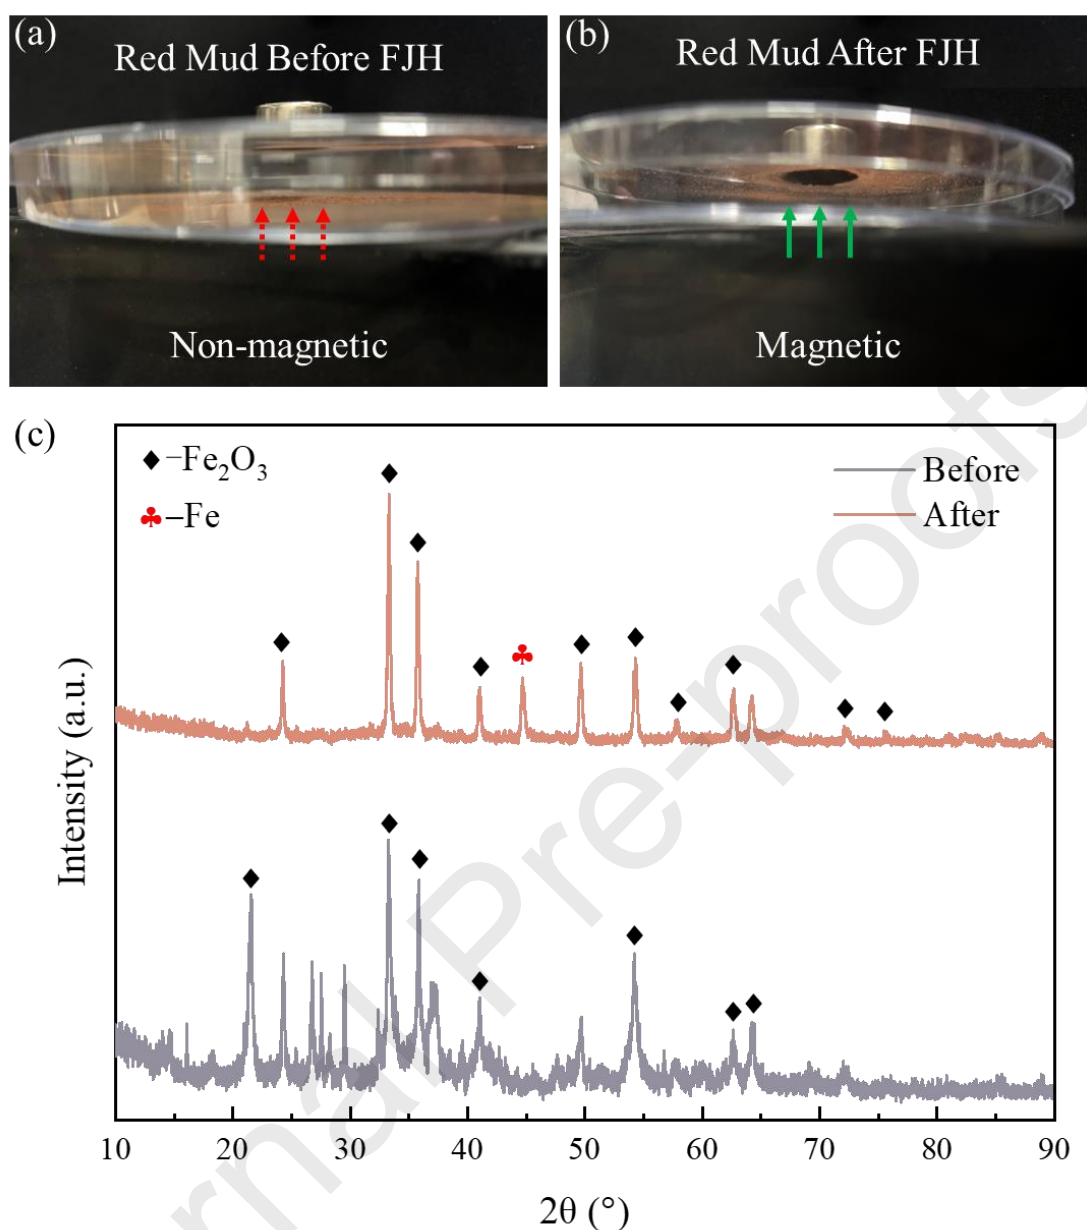 (a)
Red Mud Before FJH
Non-magnetic
(b)
Red Mud After FJH
Magnetic
(c)
♦–Fe₂O₃
♣–Fe
Before
After
Intensity (a.u.)
10 20 30 40 50 60 70 80 90
2θ (°)
rnal Pre-proofs